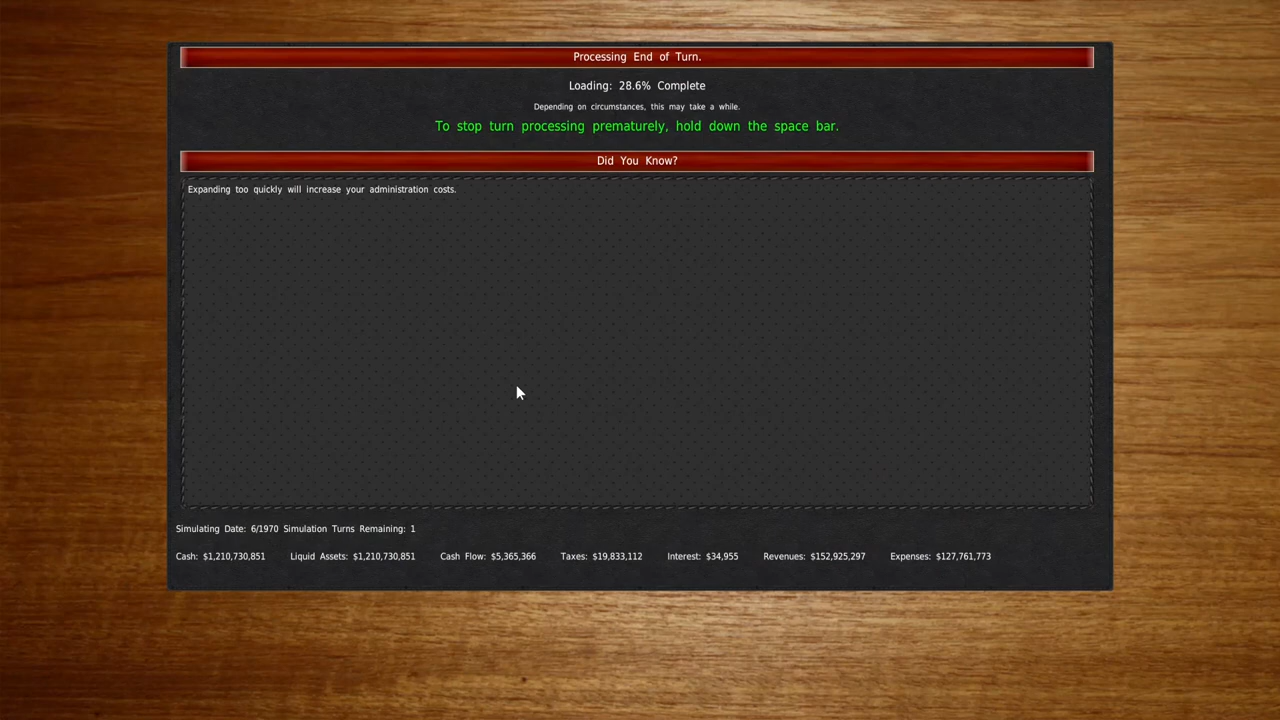 Processing End of Turn.
Loading: 28.6% Complete
Depending on circumstances, this may take a while.
To stop turn processing prematurely, hold down the space bar.
Did You Know?
Expanding too quickly will increase your administration costs.
Simulating Date: 6/1970 Simulation Turns Remaining: 1
Cash: $1,210,730,851 Liquid Assets: $1,210,730,851 Cash Flow: $5,365,366 Taxes: $19,833,112 Interest: $34,955 Revenues: $152,925,297 Expenses: $127,761,773